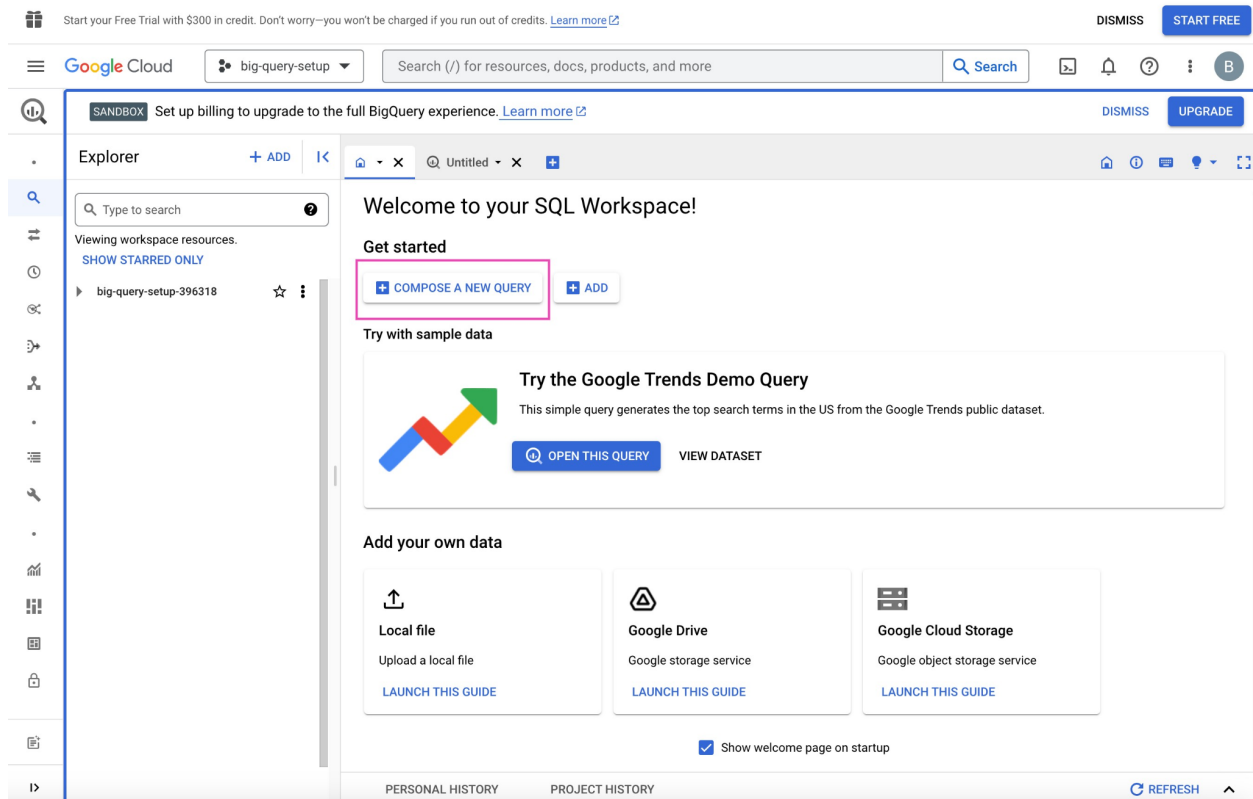 Start your Free Trial with $300 in credit. Don't worry—you won't be charged if you run out of credits. Learn more
DISMISS
START FREE
Google Cloud
big-query-setup
Search (/) for resources, docs, products, and more
Search
B
SANDBOX Set up billing to upgrade to the full BigQuery experience. Learn more
DISMISS
UPGRADE
Explorer
+ ADD
Untitled
Type to search
Viewing workspace resources.
SHOW STARRED ONLY
big-query-setup-396318
Welcome to your SQL Workspace!
Get started
COMPOSE A NEW QUERY
ADD
Try with sample data
Try the Google Trends Demo Query
This simple query generates the top search terms in the US from the Google Trends public dataset.
OPEN THIS QUERY
VIEW DATASET
Add your own data
Local file
Upload a local file
LAUNCH THIS GUIDE
Google Drive
Google storage service
LAUNCH THIS GUIDE
Google Cloud Storage
Google object storage service
LAUNCH THIS GUIDE
Show welcome page on startup
PERSONAL HISTORY
PROJECT HISTORY
REFRESH